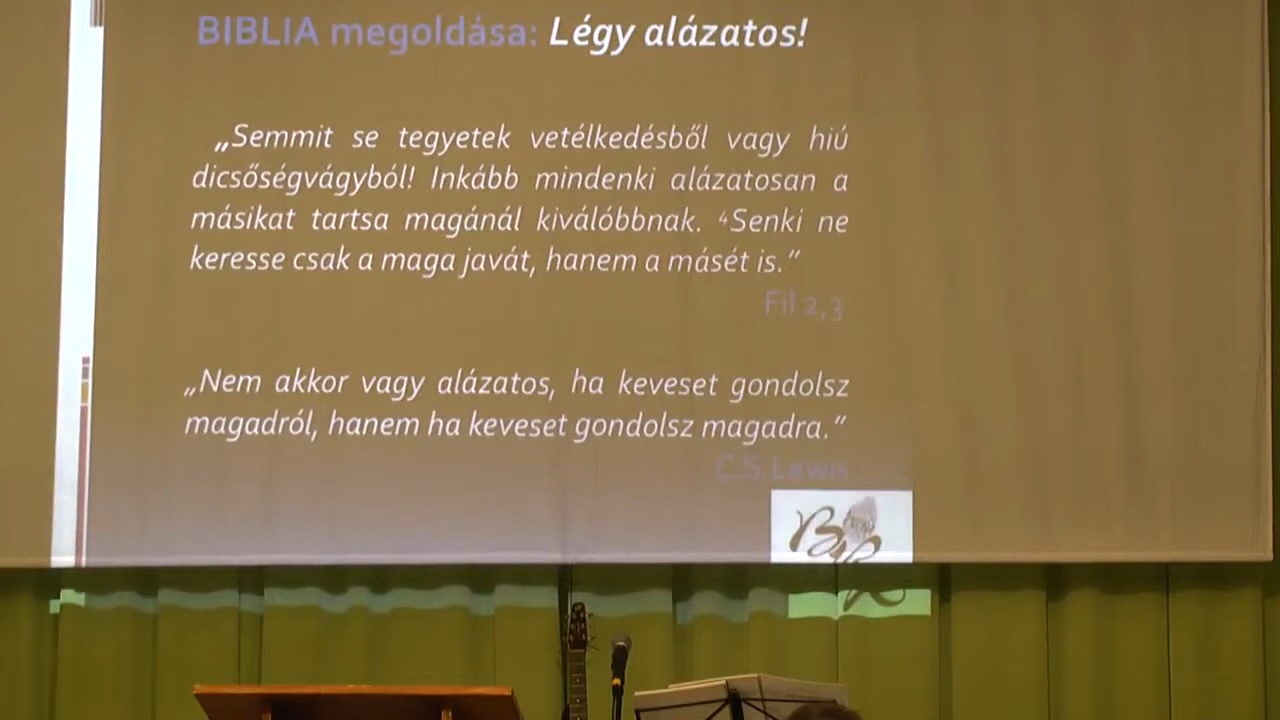 BIBLIA megoldása: Légy alázatos!
„Semmit se tegyetek vetélkedésből vagy hiú
dicsőségvágyból! Inkább mindenki alázatosan a
másikat tartsa magánál kiválóbbnak. ⁴Senki ne
keresse csak a maga javát, hanem a másét is.”
Fil 2,3
„Nem akkor vagy alázatos, ha keveset gondolsz
magadról, hanem ha keveset gondolsz magadra.”
C.S.Lewis